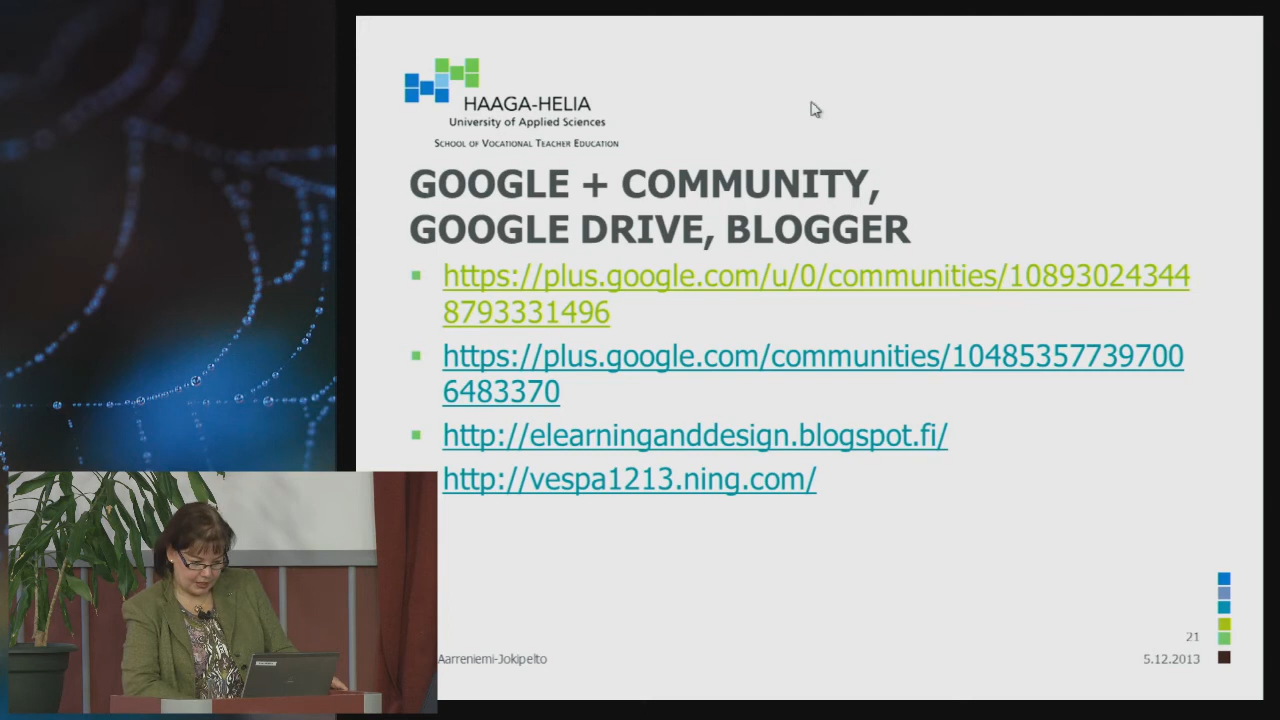 HAAGA-HELIA
University of Applied Sciences
SCHOOL OF VOCATIONAL TEACHER EDUCATION
GOOGLE + COMMUNITY,
GOOGLE DRIVE, BLOGGER
https://plus.google.com/u/0/communities/10893024344
8793331496
https://plus.google.com/communities/10485357739700
6483370
http://elearninganddesign.blogspot.fi/
http://vespa1213.ning.com/
21
Aarreniemi-Jokipelto
5.12.2013